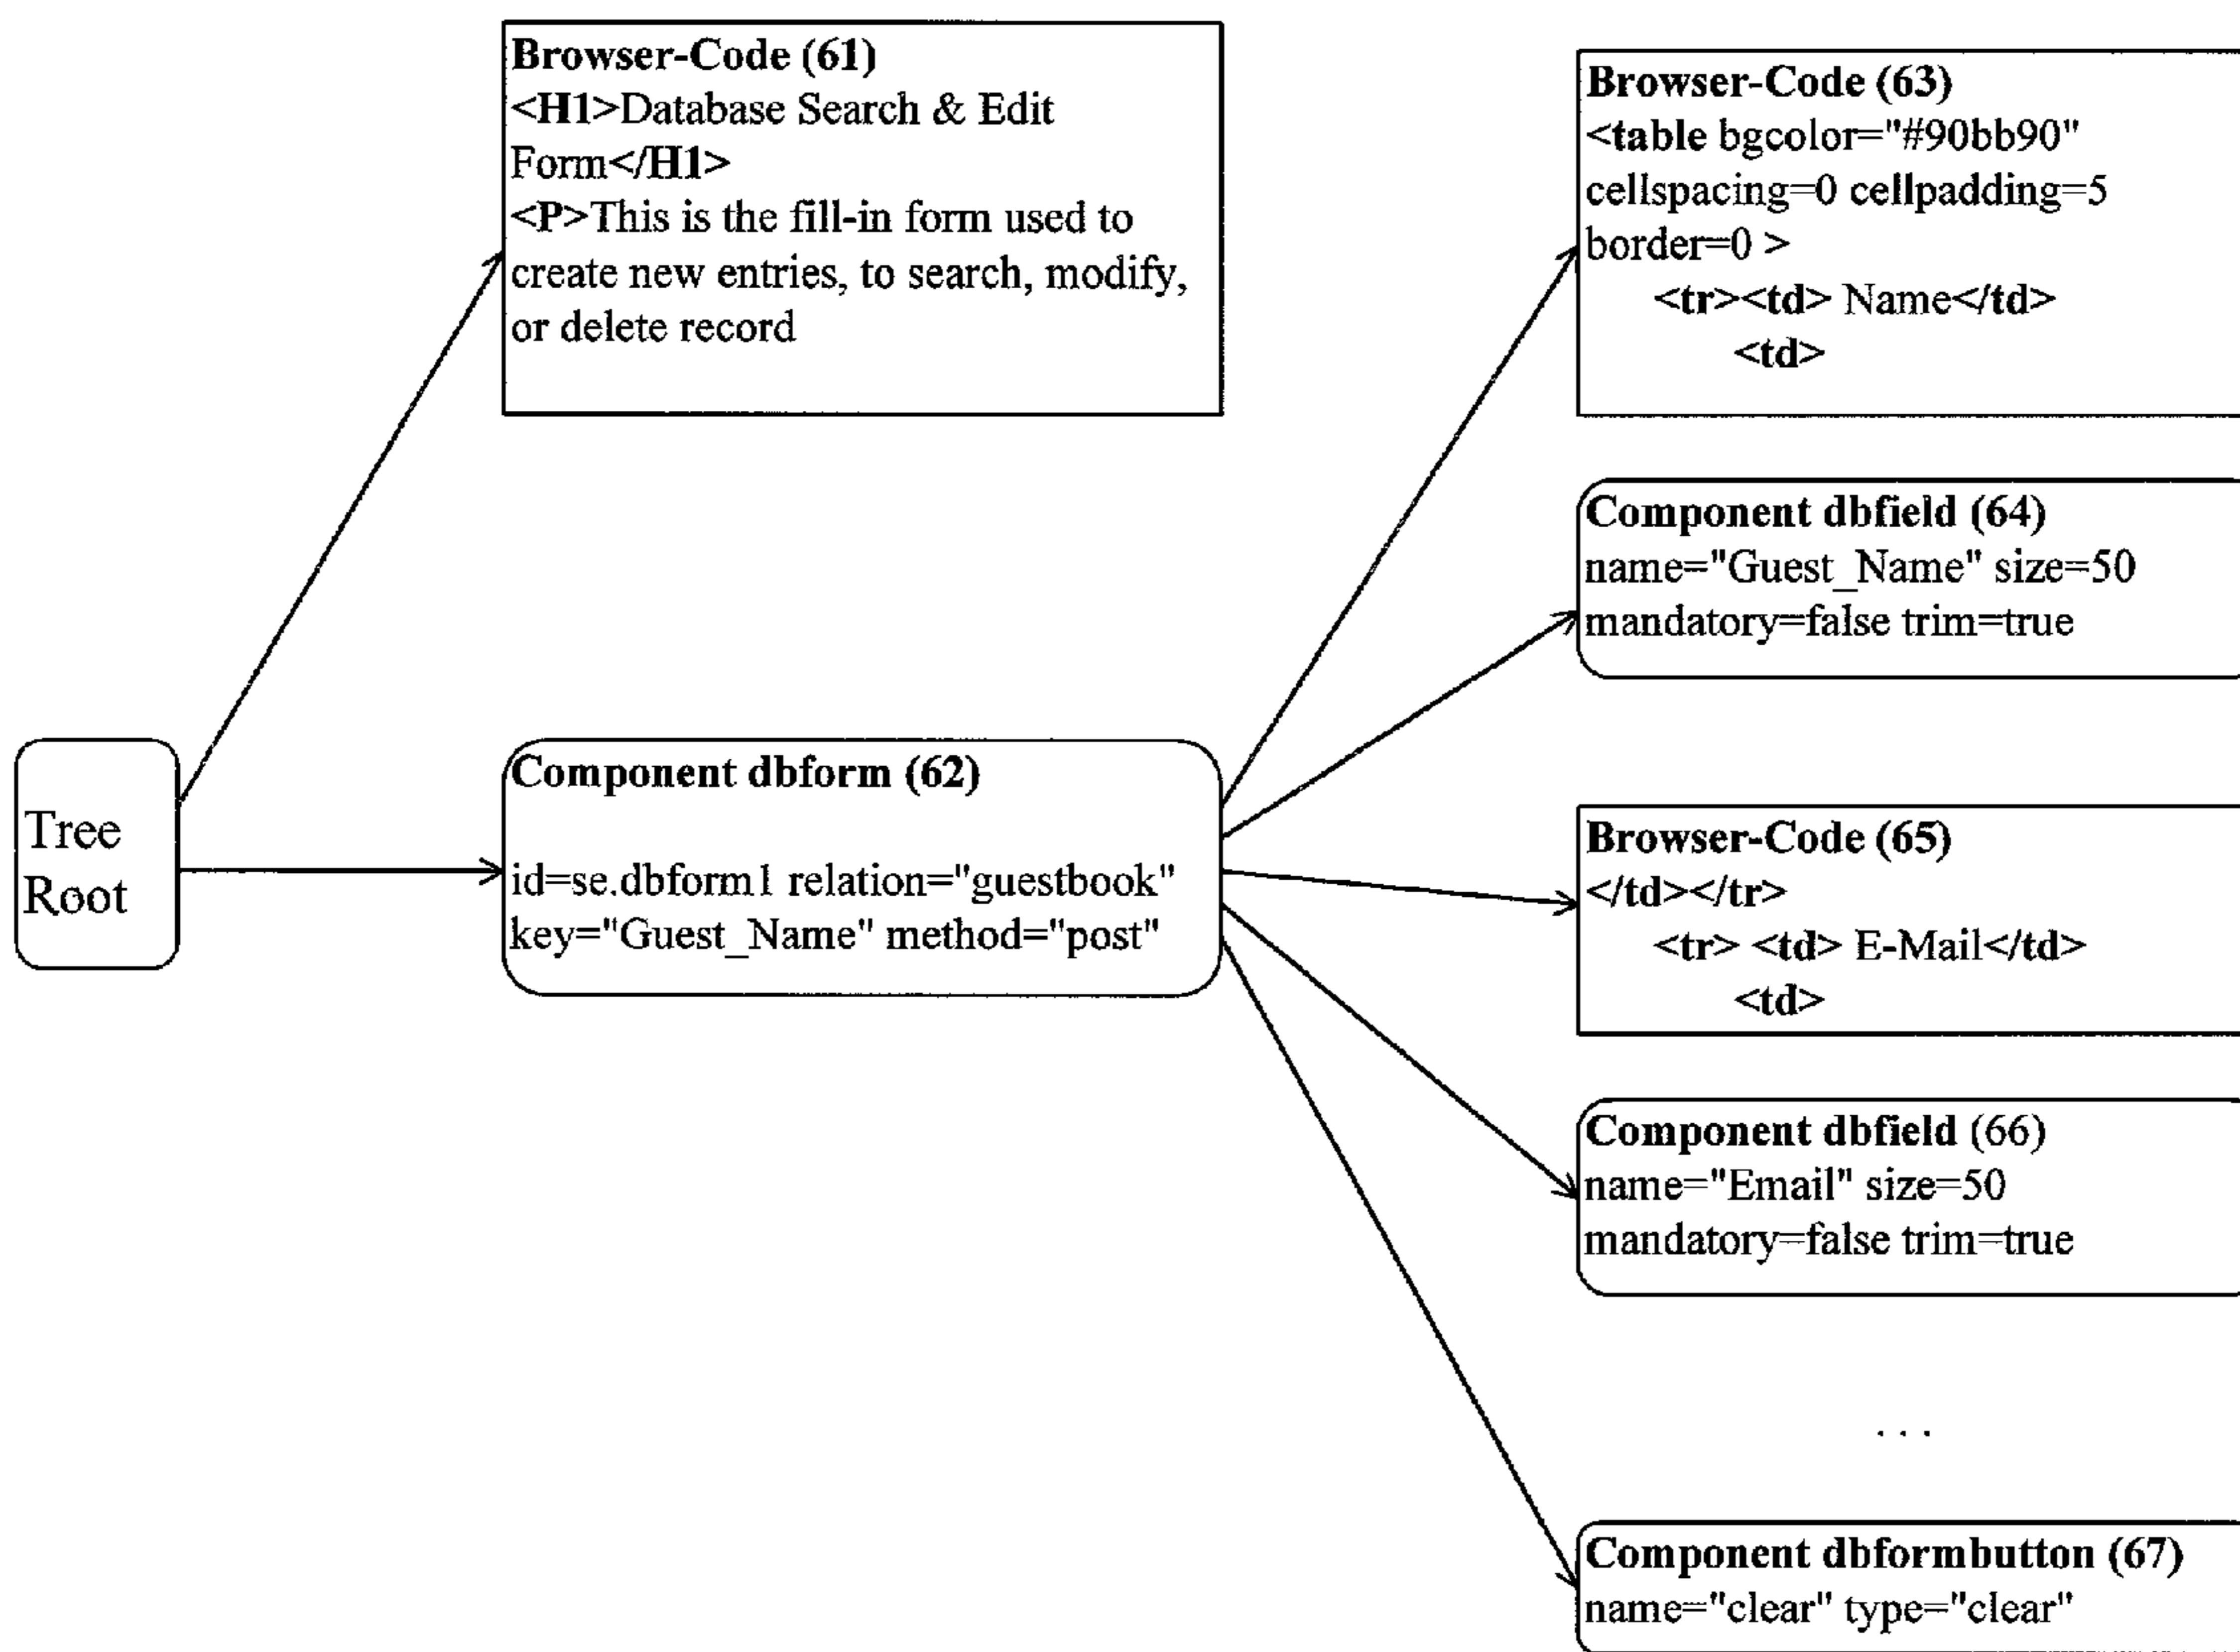 Tree
Root
Browser-Code (61)
<H1>Database Search & Edit
Form</H1>
<P>This is the fill-in form used to
create new entries, to search, modify,
or delete record
Component dbform (62)
id=se.dbform1 relation="guestbook"
key="Guest_Name" method="post"
Browser-Code (63)
<table bgcolor="#90bb90"
cellspacing=0 cellpadding=5
border=0 >
<tr><td> Name</td>
<td>
Component dbfield (64)
name="Guest_Name" size=50
mandatory=false trim=true
Browser-Code (65)
</td></tr>
<tr> <td> E-Mail</td>
<td>
Component dbfield (66)
name="Email" size=50
mandatory=false trim=true
. . .
Component dbformbutton (67)
name="clear" type="clear"